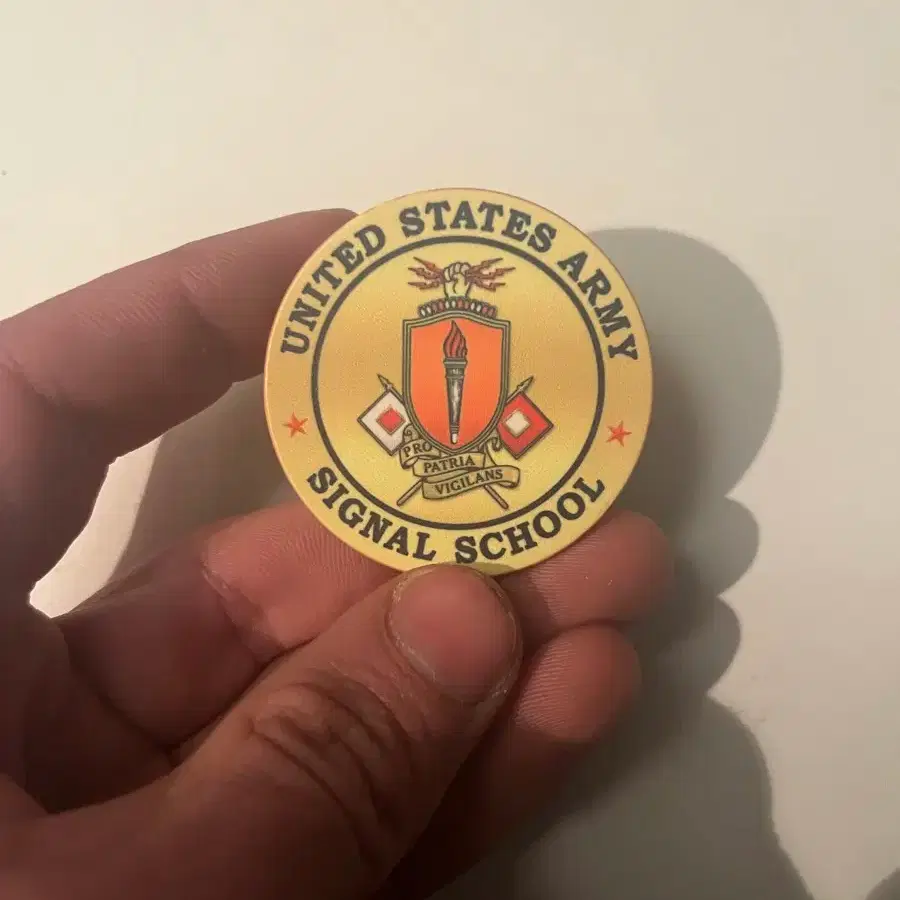 UNITED STATES ARMY
PRO
PATRIA
VIGILANS
SIGNAL SCHOOL